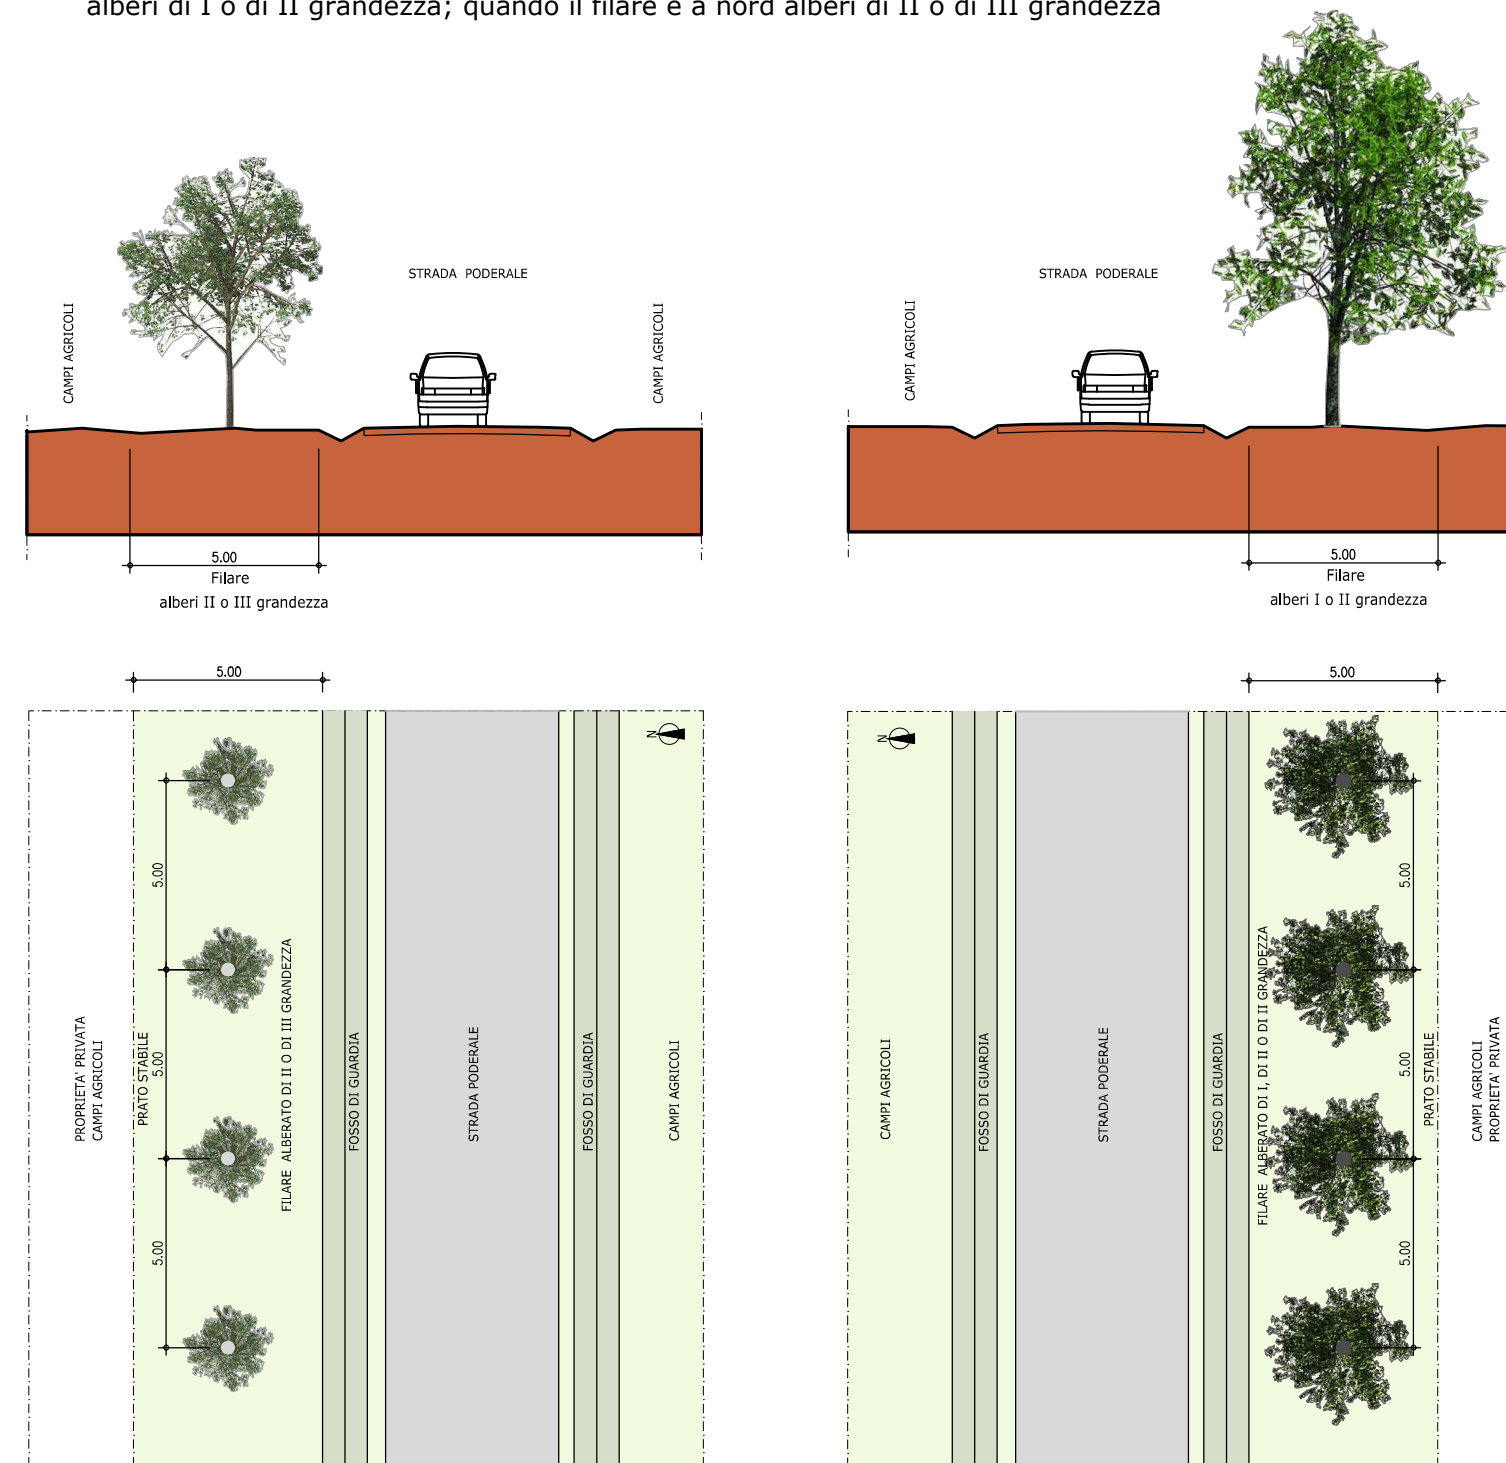 alberi di I o di II grandezza; quando il filare è a nord alberi di II o di III grandezza
STRADA PODERALE
CAMPI AGRICOLI
CAMPI AGRICOLI
5.00
Filare
alberi II o III grandezza
STRADA PODERALE
CAMPI AGRICOLI
5.00
Filare
alberi I o II grandezza
5.00
N
5.00
5.00
5.00
PROPRIETA' PRIVATA
CAMPI AGRICOLI
PRATO STABILE
FILARE ALBERATO DI II O DI III GRANDEZZA
FOSSO DI GUARDIA
STRADA PODERALE
FOSSO DI GUARDIA
CAMPI AGRICOLI
5.00
N
CAMPI AGRICOLI
FOSSO DI GUARDIA
STRADA PODERALE
FOSSO DI GUARDIA
FILARE ALBERATO DI I, DI II O DI II GRANDEZZA
5.00
5.00
5.00
PRATO STABILE
CAMPI AGRICOLI
PROPRIETA' PRIVATA